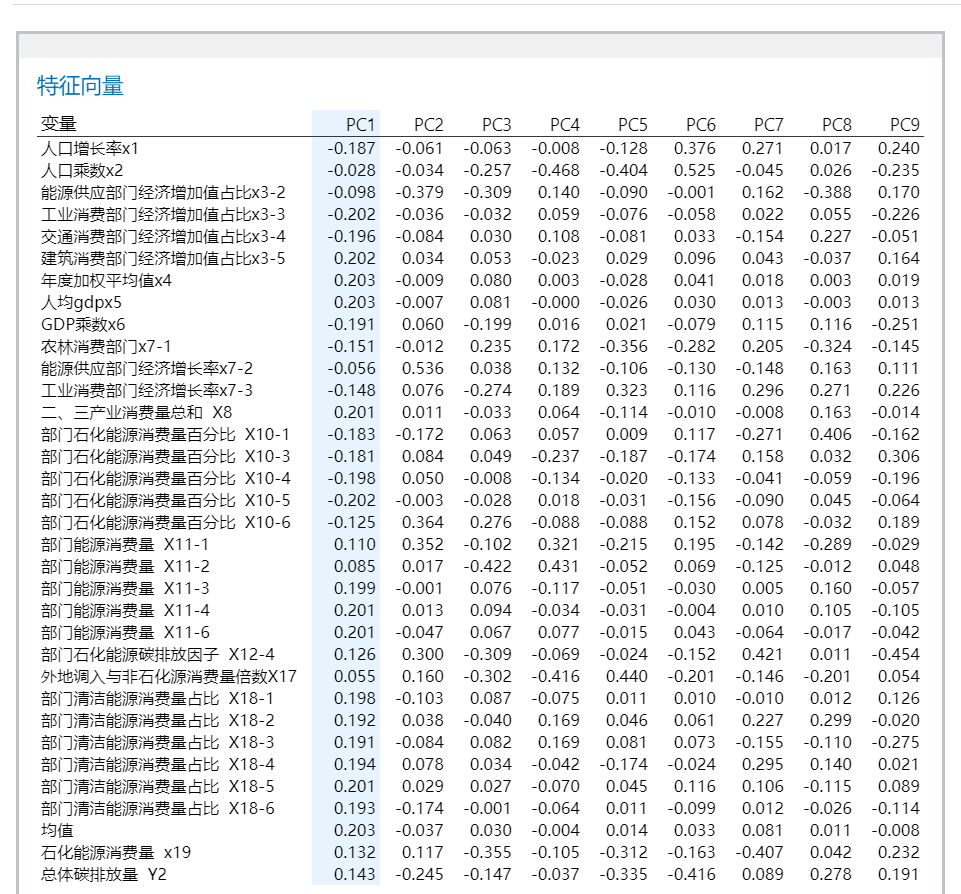 特征向量
变量 PC1 PC2 PC3 PC4 PC5 PC6 PC7 PC8 PC9
人口增长率x1 -0.187 -0.061 -0.063 -0.008 -0.128 0.376 0.271 0.017 0.240
人口乘数x2 -0.028 -0.034 -0.257 -0.468 -0.404 0.525 -0.045 0.026 -0.235
能源供应部门经济增加值占比x3-2 -0.098 -0.379 -0.309 0.140 -0.090 -0.001 0.162 -0.388 0.170
工业消费部门经济增加值占比x3-3 -0.202 -0.036 -0.032 0.059 -0.076 -0.058 0.022 0.055 -0.226
交通消费部门经济增加值占比x3-4 -0.196 -0.084 0.030 0.108 -0.081 0.033 -0.154 0.227 -0.051
建筑消费部门经济增加值占比x3-5 0.202 0.034 0.053 -0.023 0.029 0.096 0.043 -0.037 0.164
年度加权平均值x4 0.203 -0.009 0.080 0.003 -0.028 0.041 0.018 0.003 0.019
人均gdpx5 0.203 -0.007 0.081 -0.000 -0.026 0.030 0.013 -0.003 0.013
GDP乘数x6 -0.191 0.060 -0.199 0.016 0.021 -0.079 0.115 0.116 -0.251
农林消费部门x7-1 -0.151 -0.012 0.235 0.172 -0.356 -0.282 0.205 -0.324 -0.145
能源供应部门经济增长率x7-2 -0.056 0.536 0.038 0.132 -0.106 -0.130 -0.148 0.163 0.111
工业消费部门经济增长率x7-3 -0.148 0.076 -0.274 0.189 0.323 0.116 0.296 0.271 0.226
二、三产业消费量总和 X8 0.201 0.011 -0.033 0.064 -0.114 -0.010 -0.008 0.163 -0.014
部门石化能源消费量百分比 X10-1 -0.183 -0.172 0.063 0.057 0.009 0.117 -0.271 0.406 -0.162
部门石化能源消费量百分比 X10-3 -0.181 0.084 0.049 -0.237 -0.187 -0.174 0.158 0.032 0.306
部门石化能源消费量百分比 X10-4 -0.198 0.050 -0.008 -0.134 -0.020 -0.133 -0.041 -0.059 -0.196
部门石化能源消费量百分比 X10-5 -0.202 -0.003 -0.028 0.018 -0.031 -0.156 -0.090 0.045 -0.064
部门石化能源消费量百分比 X10-6 -0.125 0.364 0.276 -0.088 -0.088 0.152 0.078 -0.032 0.189
部门能源消费量 X11-1 0.110 0.352 -0.102 0.321 -0.215 0.195 -0.142 -0.289 -0.029
部门能源消费量 X11-2 0.085 0.017 -0.422 0.431 -0.052 0.069 -0.125 -0.012 0.048
部门能源消费量 X11-3 0.199 -0.001 0.076 -0.117 -0.051 -0.030 0.005 0.160 -0.057
部门能源消费量 X11-4 0.201 0.013 0.094 -0.034 -0.031 -0.004 0.010 0.105 -0.105
部门能源消费量 X11-6 0.201 -0.047 0.067 0.077 -0.015 0.043 -0.064 -0.017 -0.042
部门石化能源碳排放因子 X12-4 0.126 0.300 -0.309 -0.069 -0.024 -0.152 0.421 0.011 -0.454
外地调入与非石化源消费量倍数X17 0.055 0.160 -0.302 -0.416 0.440 -0.201 -0.146 -0.201 0.054
部门清洁能源消费量占比 X18-1 0.198 -0.103 0.087 -0.075 0.011 0.010 -0.010 0.012 0.126
部门清洁能源消费量占比 X18-2 0.192 0.038 -0.040 0.169 0.046 0.061 0.227 0.299 -0.020
部门清洁能源消费量占比 X18-3 0.191 -0.084 0.082 0.169 0.081 0.073 -0.155 -0.110 -0.275
部门清洁能源消费量占比 X18-4 0.194 0.078 0.034 -0.042 -0.174 -0.024 0.295 0.140 0.021
部门清洁能源消费量占比 X18-5 0.201 0.029 0.027 -0.070 0.045 0.116 0.106 -0.115 0.089
部门清洁能源消费量占比 X18-6 0.193 -0.174 -0.001 -0.064 0.011 -0.099 0.012 -0.026 -0.114
均值 0.203 -0.037 0.030 -0.004 0.014 0.033 0.081 0.011 -0.008
石化能源消费量 x19 0.132 0.117 -0.355 -0.105 -0.312 -0.163 -0.407 0.042 0.232
总体碳排放量 Y2 0.143 -0.245 -0.147 -0.037 -0.335 -0.416 0.089 0.278 0.191